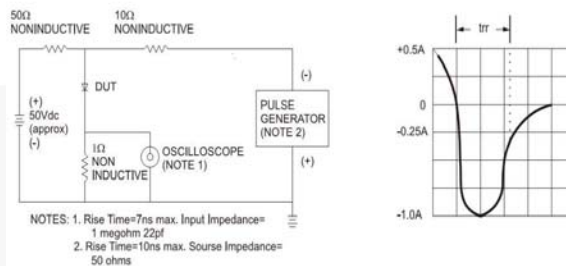 50Ω
NONINDUCTIVE
10Ω
NONINDUCTIVE
DUT
(+)
50Vdc
(approx)
(-)
1Ω
NON
INDUCTIVE
OSCILLOSCOPE
(NOTE 1)
(-)
PULSE
GENERATOR
(NOTE 2)
(+)
NOTES: 1. Rise Time=7ns max. Input Impedance=
1 megohm 22pf
2. Rise Time=10ns max. Sourse Impedance=
50 ohms
trr
+0.5A
0
-0.25A
-1.0A